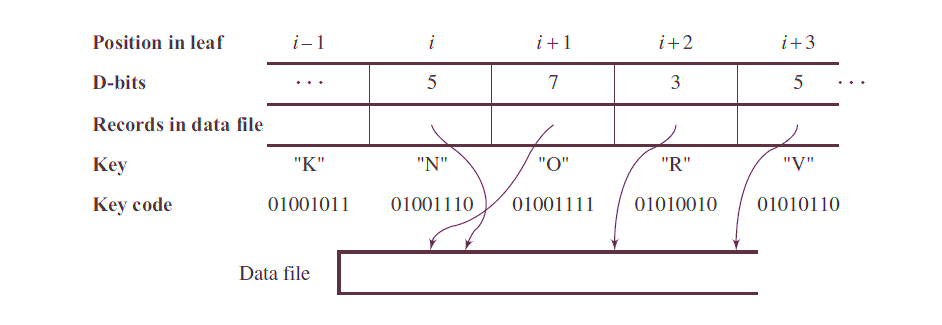 Position in leaf i – 1 i i + 1 i + 2 i + 3
D-bits ... 5 7 3 5 ...
Records in data file
Key "K" "N" "O" "R" "V"
Key code 01001011 01001110 01001111 01010010 01010110
Data file